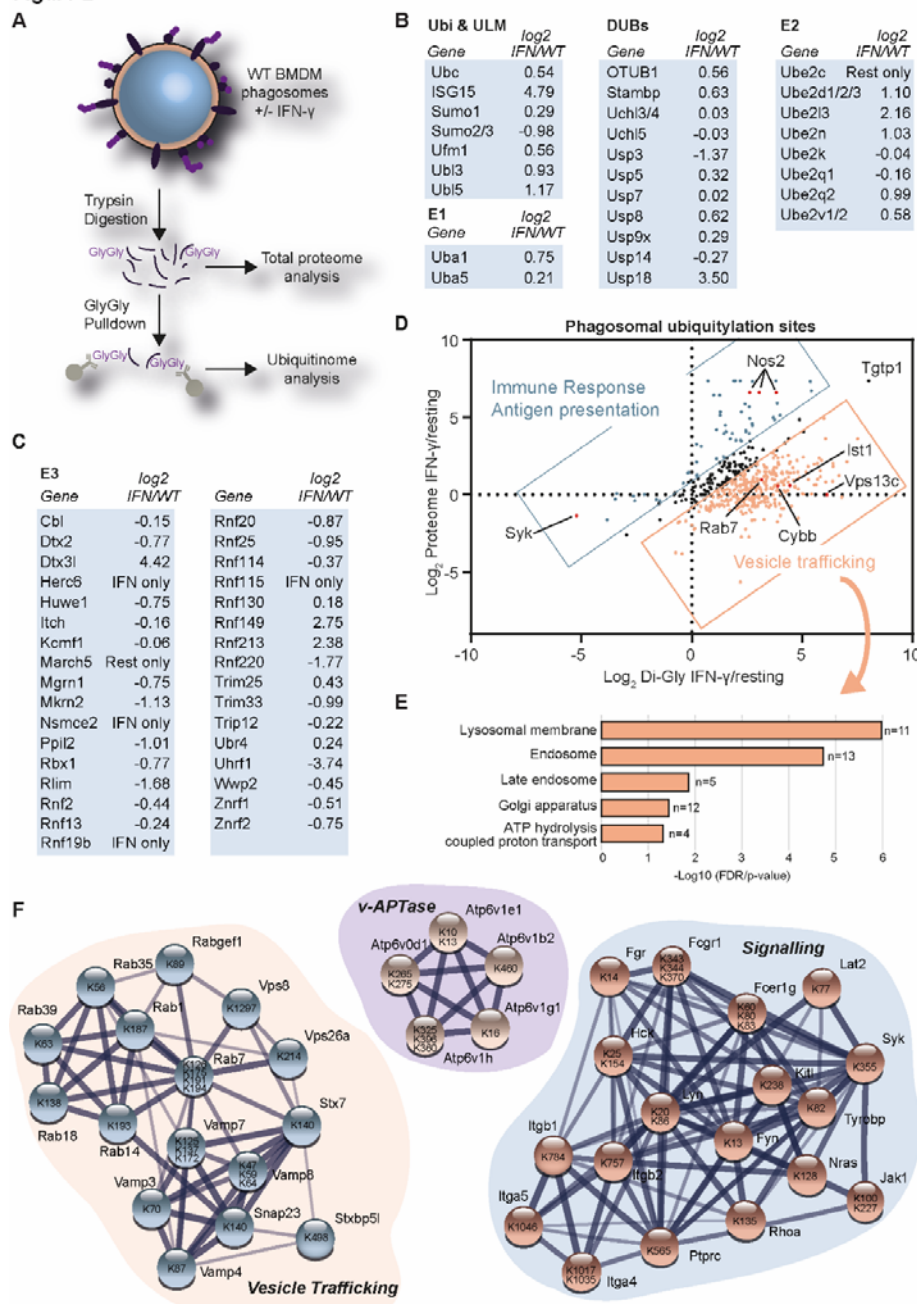 A
WT BMDM
phagosomes
+/- IFN-γ
Trypsin
Digestion
GlyGly GlyGly
Total proteome
analysis
GlyGly
Pulldown
GlyGly GlyGly
Ubiquitinome
analysis
B
Ubi & ULM
Gene log2 IFN/WT
Ubc 0.54
ISG15 4.79
Sumo1 0.29
Sumo2/3 -0.98
Ufm1 0.56
Ubl3 0.93
Ubl5 1.17
E1
Gene log2 IFN/WT
Uba1 0.75
Uba5 0.21
DUBs
Gene log2 IFN/WT
OTUB1 0.56
Stambp 0.63
Uchl3/4 0.03
Uchl5 -0.03
Usp3 -1.37
Usp5 0.32
Usp7 0.02
Usp8 0.62
Usp9x 0.29
Usp14 -0.27
Usp18 3.50
E2
Gene log2 IFN/WT
Ube2c Rest only
Ube2d1/2/3 1.10
Ube2l3 2.16
Ube2n 1.03
Ube2k -0.04
Ube2q1 -0.16
Ube2q2 0.99
Ube2v1/2 0.58
C
E3
Gene log2 IFN/WT
Cbl -0.15
Dtx2 -0.77
Dtx3l 4.42
Herc6 IFN only
Huwe1 -0.75
Itch -0.16
Kcmf1 -0.06
March5 Rest only
Mgrn1 -0.75
Mkrn2 -1.13
Nsmce2 IFN only
Ppil2 -1.01
Rbx1 -0.77
Rlim -1.68
Rnf2 -0.44
Rnf13 -0.24
Rnf19b IFN only
Gene log2 IFN/WT
Rnf20 -0.87
Rnf25 -0.95
Rnf114 -0.37
Rnf115 IFN only
Rnf130 0.18
Rnf149 2.75
Rnf213 2.38
Rnf220 -1.77
Trim25 0.43
Trim33 -0.99
Trip12 -0.22
Ubr4 0.24
Uhrf1 -3.74
Wwp2 -0.45
Znrf1 -0.51
Znrf2 -0.75
D
Phagosomal ubiquitylation sites
Log2 Proteome IFN-γ/resting
10
5
0
-5
Immune Response
Antigen presentation
Nos2
Tgtp1
Ist1
Vps13c
Syk
Rab7
Cybb
Vesicle trafficking
-10 -5 0 5 10
Log2 Di-Gly IFN-γ/resting
E
Lysosomal membrane n=11
Endosome n=13
Late endosome n=5
Golgi apparatus n=12
ATP hydrolysis
coupled proton transport n=4
0 1 2 3 4 5 6
-Log10 (FDR/p-value)
F
Rabgef1
K69
Rab35
K56
Rab1
K187
Vps8
K1297
Rab39
K63
Rab7
K194
Vps26a
K214
K138
Rab18
K193
Rab14
Vamp7
K172
Stx7
K140
Vamp3
K70
Vamp8
K47
K59
K64
Snap23
K140
Stxbp5l
K498
K87
Vamp4
Vesicle Trafficking
v-APTase
Atp6v1e1
K10
K13
Atp6v0d1
K265
K275
Atp6v1b2
K460
Atp6v1g1
K16
K325
K360
Atp6v1h
Signalling
Fgr
K14
Fcgr1
K343
K344
K370
Lat2
K77
Fcer1g
K60
K80
K83
Hck
K25
K154
Syk
K355
Kitl
K238
Lyn
K20
K86
K82
Tyrobp
K13
Fyn
Itgb1
K784
K757
Itgb2
Nras
K128
Jak1
K100
K227
Itga5
K1046
K135
Rhoa
K565
Ptprc
K1017
K1035
Itga4